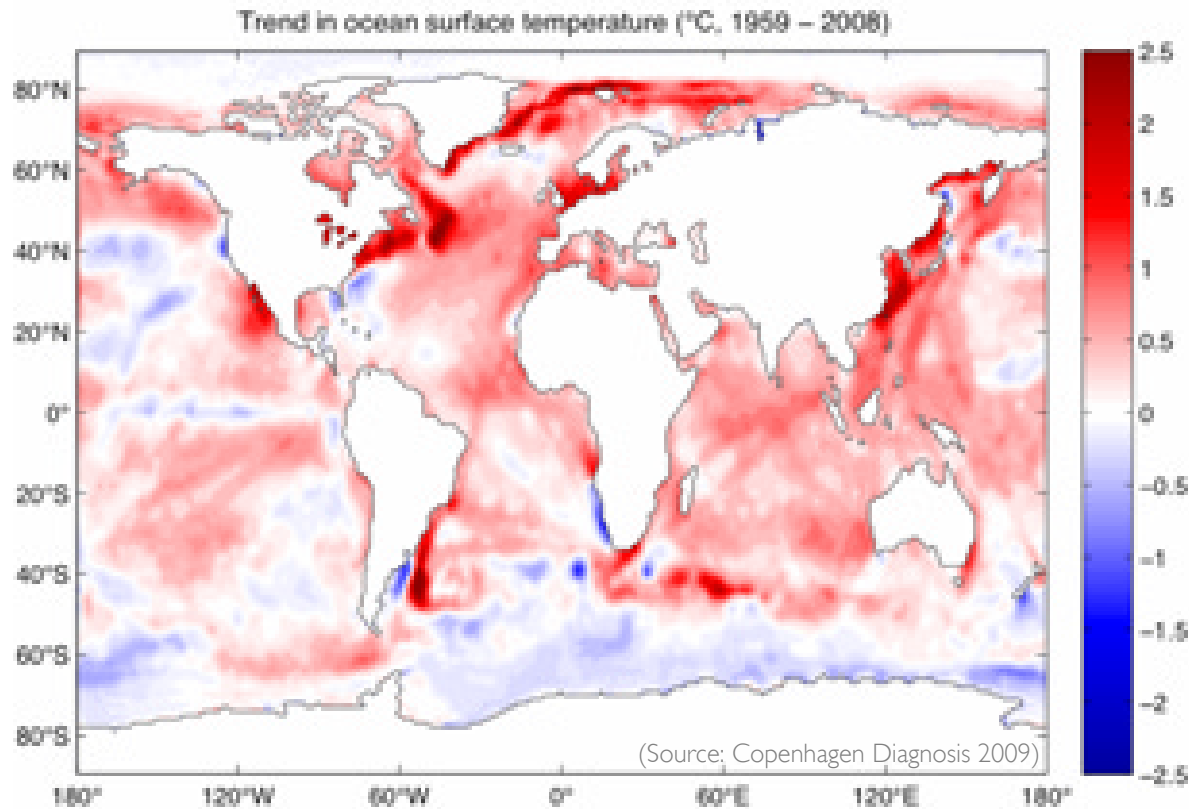 Trend in ocean surface temperature (°C, 1959 – 2008)
80°N
60°N
40°N
20°N
0°
20°S
40°S
60°S
80°S
180°
120°W
60°W
0°
60°E
120°E
180°
2.5
2
1.5
1
0.5
0
−0.5
−1
−1.5
−2
−2.5
(Source: Copenhagen Diagnosis 2009)